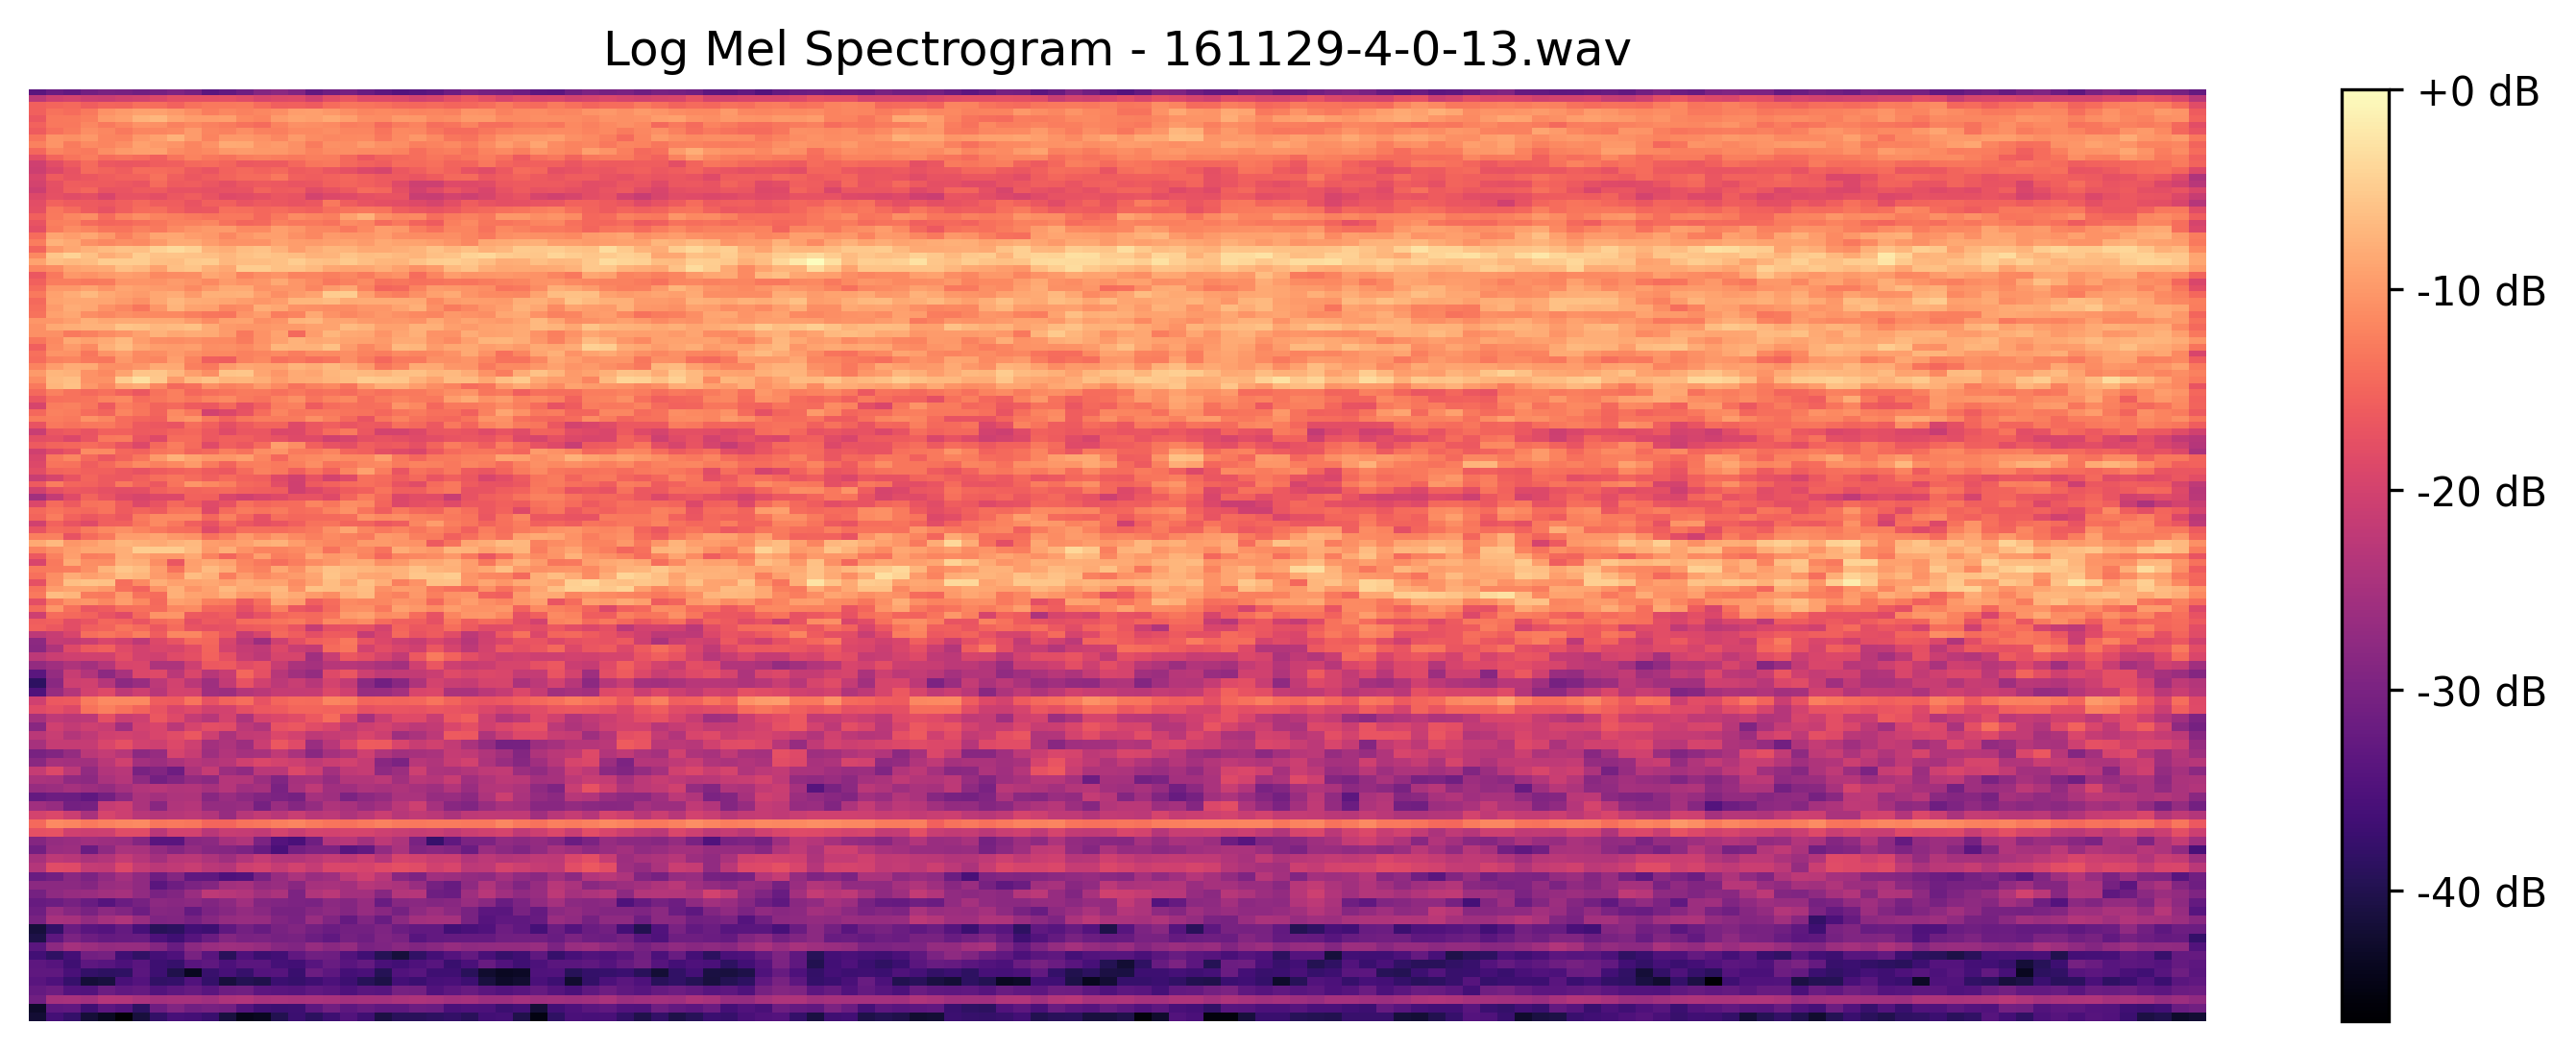 Log Mel Spectrogram - 161129-4-0-13.wav
+0 dB
-10 dB
-20 dB
-30 dB
-40 dB